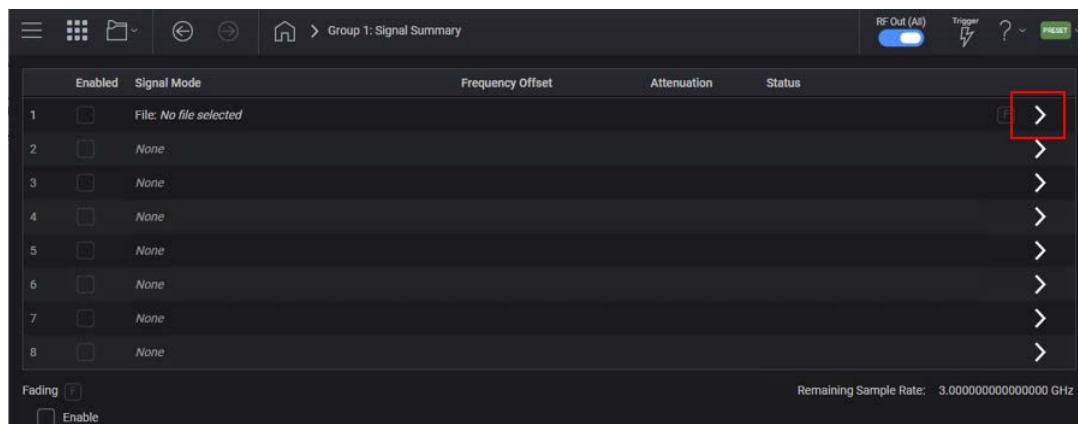 Group 1: Signal Summary
RF Out (All)
Trigger
?
PRESET
Enabled Signal Mode Frequency Offset Attenuation Status
1 File: No file selected F
2 None
3 None
4 None
5 None
6 None
7 None
8 None
Fading F
Remaining Sample Rate: 3.000000000000000 GHz
Enable